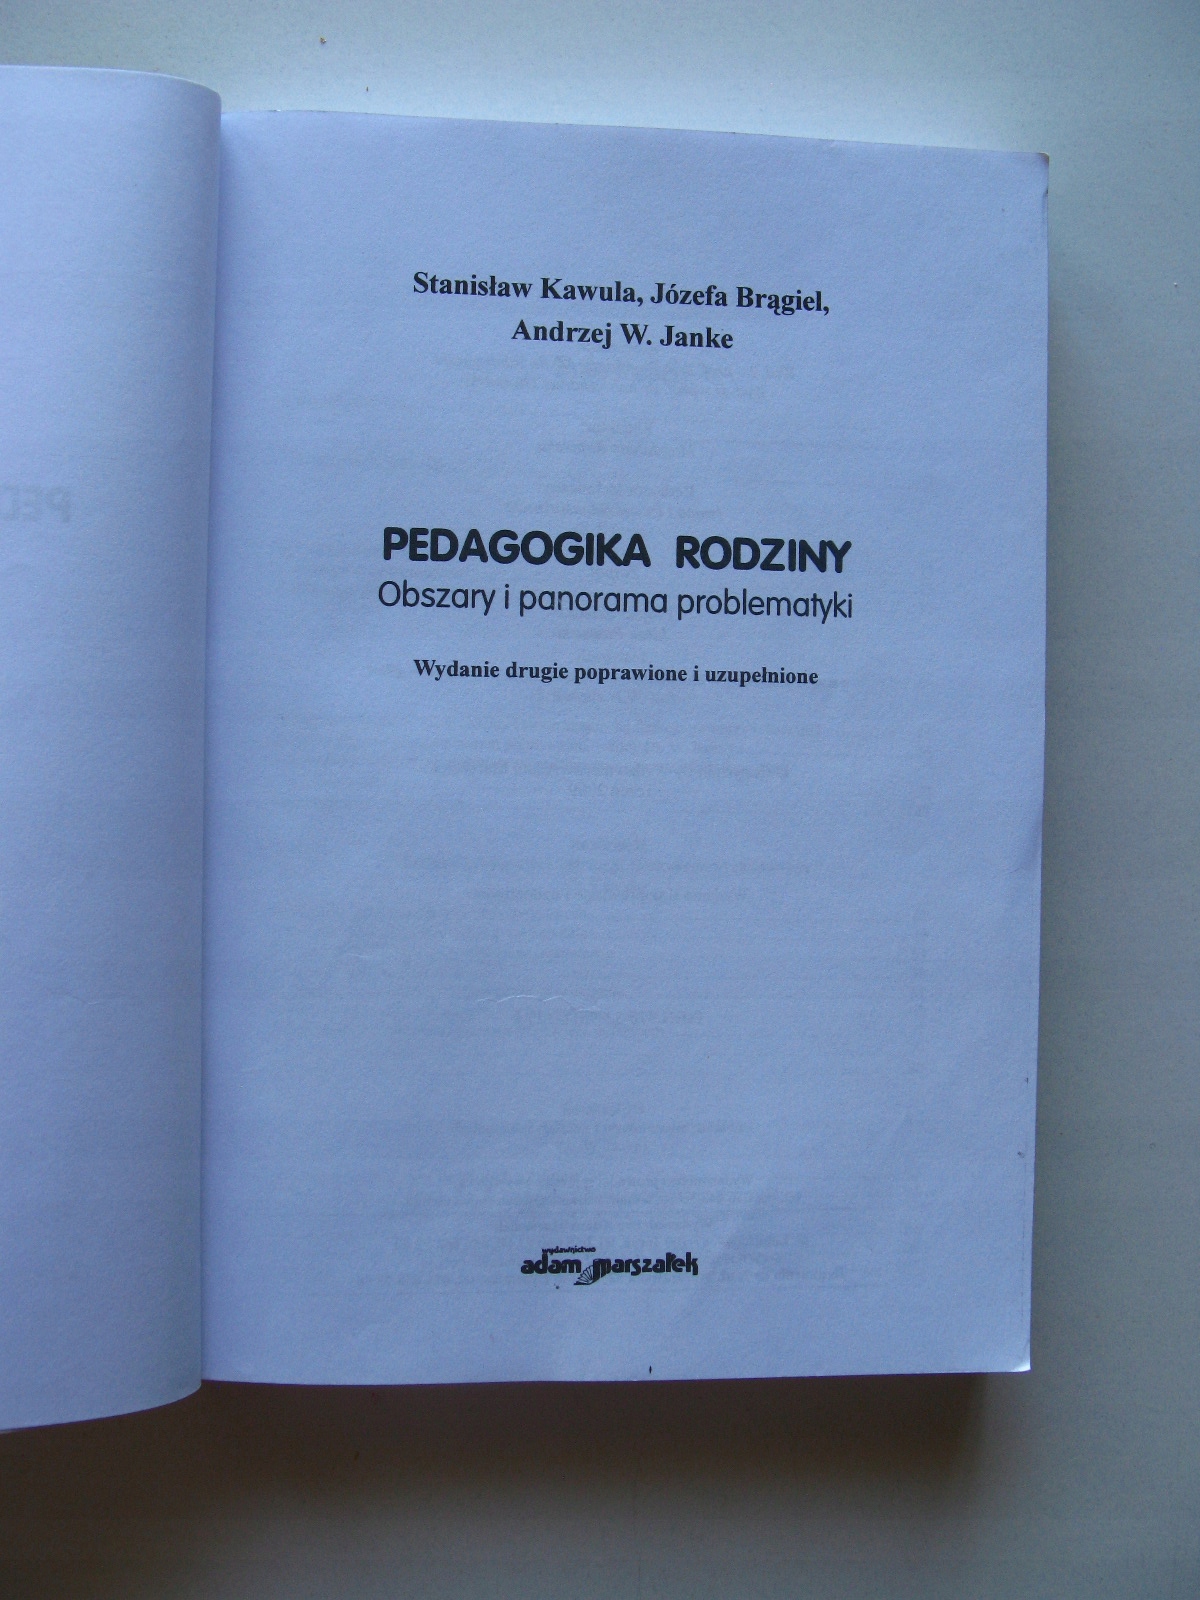 Stanisław Kawula, Józefa Brągiel,
Andrzej W. Janke
PEDAGOGIKA RODZINY
Obszary i panorama problematyki
Wydanie drugie poprawione i uzupełnione
wydawnictwo
adam marszałek